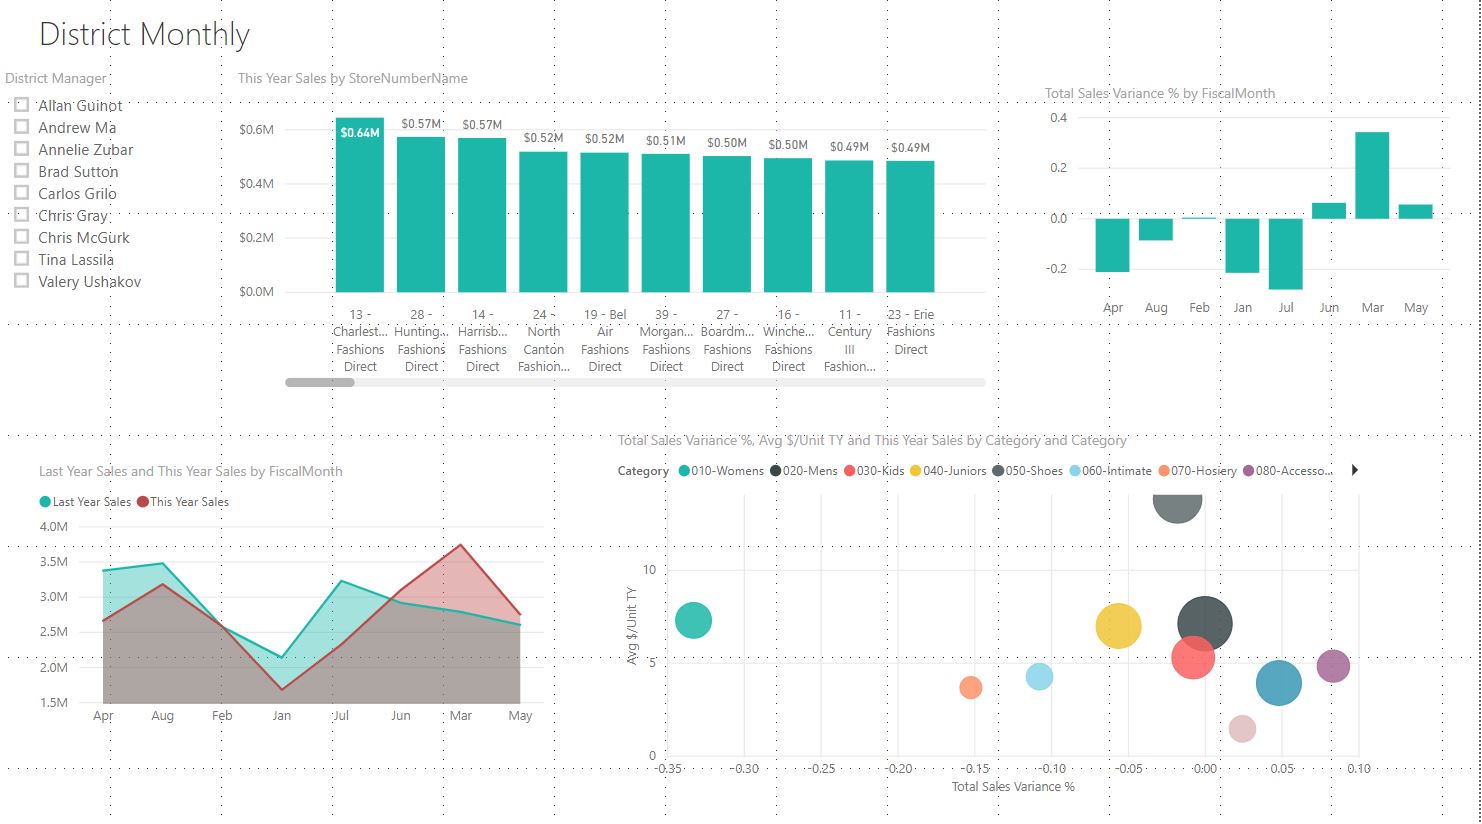 District Monthly
District Manager
Allan Guinot
Andrew Ma
Annelie Zubar
Brad Sutton
Carlos Grilo
Chris Gray
Chris McGurk
Tina Lassila
Valery Ushakov
This Year Sales by StoreNumberName
$0.6M
$0.4M
$0.2M
$0.0M
$0.64M $0.57M $0.57M $0.52M $0.52M $0.51M $0.50M $0.50M $0.49M $0.49M
13 - Charlest... Fashions Direct
28 - Hunting... Fashions Direct
14 - Harrisb... Fashions Direct
24 - North Canton Fashion...
19 - Bel Air Fashions Direct
39 - Morgan... Fashions Direct
27 - Boardm... Fashions Direct
16 - Winche... Fashions Direct
11 - Century III Fashion...
23 - Erie Fashions Direct
Total Sales Variance % by FiscalMonth
0.4
0.2
0.0
-0.2
Apr Aug Feb Jan Jul Jun Mar May
Last Year Sales and This Year Sales by FiscalMonth
Last Year Sales This Year Sales
4.0M
3.5M
3.0M
2.5M
2.0M
1.5M
Apr Aug Feb Jan Jul Jun Mar May
Total Sales Variance %, Avg $/Unit TY and This Year Sales by Category and Category
Category 010-Womens 020-Mens 030-Kids 040-Juniors 050-Shoes 060-Intimate 070-Hosiery 080-Accesso...
Avg $/Unit TY
10
5
0
-0.35 -0.30 -0.25 -0.20 -0.15 -0.10 -0.05 0.00 0.05 0.10
Total Sales Variance %